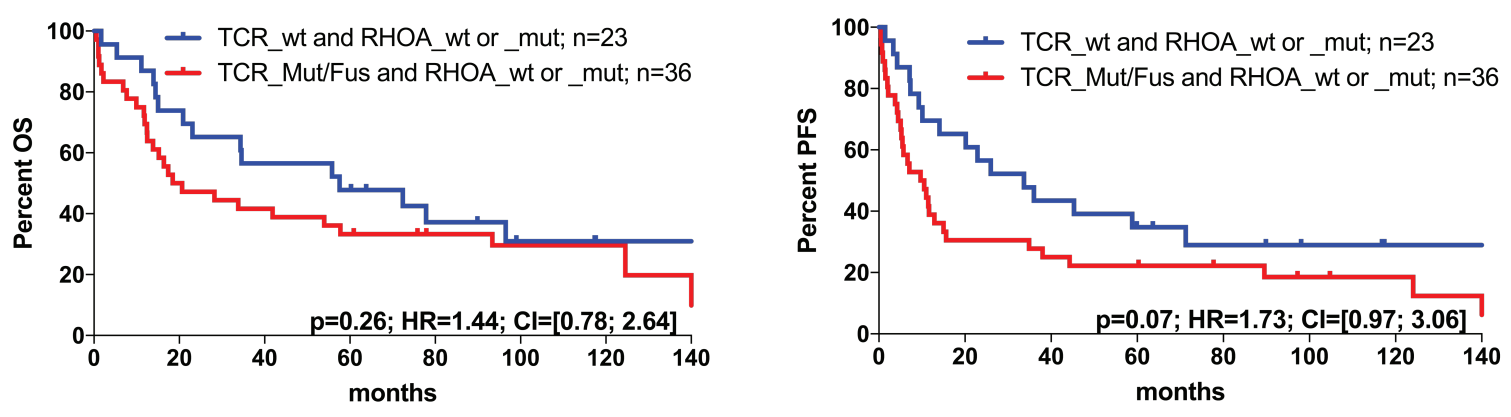 Percent OS
100
80
60
40
20
0
TCR_wt and RHOA_wt or _mut; n=23
TCR_Mut/Fus and RHOA_wt or _mut; n=36
p=0.26; HR=1.44; CI=[0.78; 2.64]
0 20 40 60 80 100 120 140
months
Percent PFS
100
80
60
40
20
0
TCR_wt and RHOA_wt or _mut; n=23
TCR_Mut/Fus and RHOA_wt or _mut; n=36
p=0.07; HR=1.73; CI=[0.97; 3.06]
0 20 40 60 80 100 120 140
months